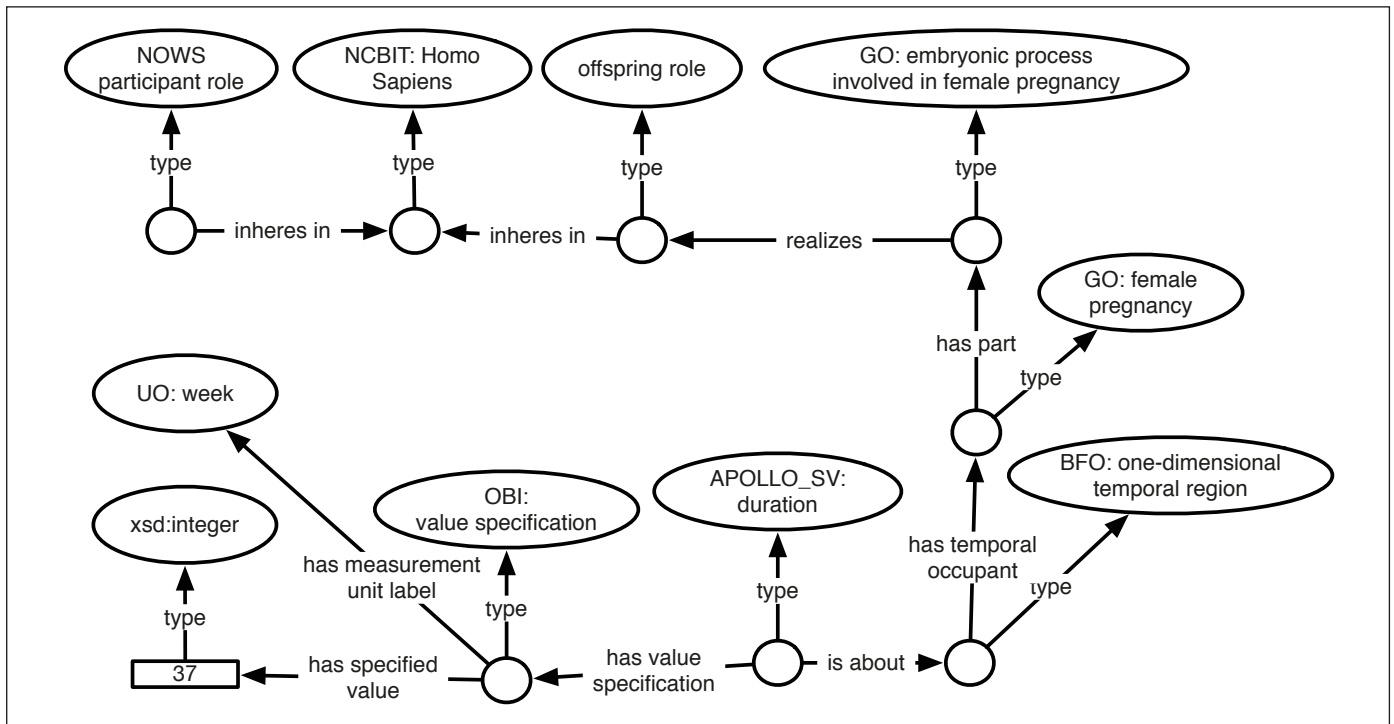 NOWS
participant role
NCBIT: Homo
Sapiens
offspring role
GO: embryonic process
involved in female pregnancy
type
type
type
type
inheres in
inheres in
realizes
GO: female
pregnancy
has part
type
UO: week
BFO: one-dimensional
temporal region
APOLLO_SV:
duration
OBI:
value specification
xsd:integer
has measurement
unit label
has temporal
occupant
type
type
type
type
has specified
value
has value
specification
is about
37